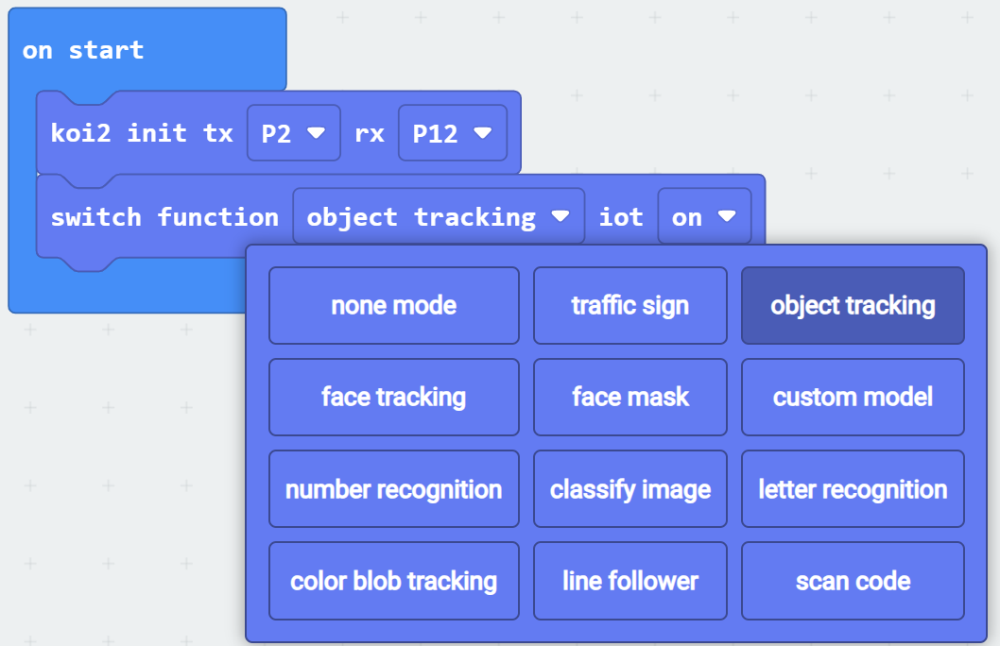 on start
koi2 init tx P2 rx P12
switch function object tracking iot on
none mode traffic sign object tracking
face tracking face mask custom model
number recognition classify image letter recognition
color blob tracking line follower scan code